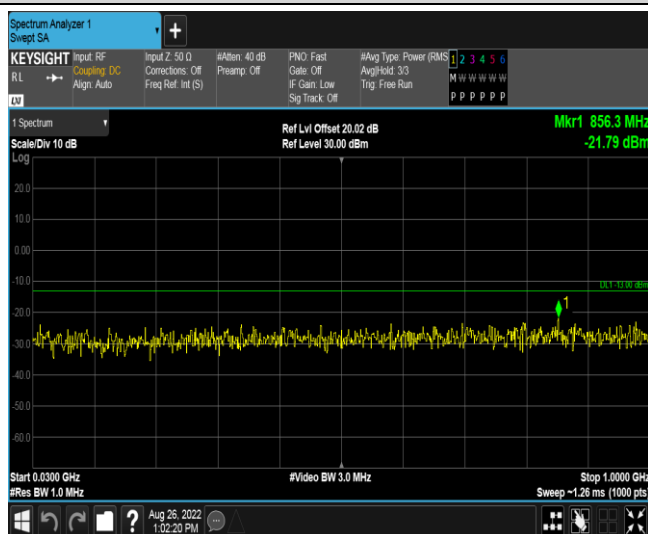 Spectrum Analyzer 1
Swept SA
+
KEYSIGHT
RL
LXI
Input: RF
Coupling: DC
Align: Auto
Input Z: 50 Ω
Corrections: Off
Freq Ref: Int (S)
#Atten: 40 dB
Preamp: Off
PNO: Fast
Gate: Off
IF Gain: Low
Sig Track: Off
#Avg Type: Power (RMS
Avg|Hold: 3/3
Trig: Free Run
1 2 3 4 5 6
M W W W W W
P P P P P P
1 Spectrum
Scale/Div 10 dB
Log
Ref Lvl Offset 20.02 dB
Ref Level 30.00 dBm
Mkr1 856.3 MHz
-21.79 dBm
20.0
10.0
0.00
-10.0
DL1 -13.00 dBm
1
-20.0
-30.0
-40.0
-50.0
-60.0
Start 0.0300 GHz
#Res BW 1.0 MHz
#Video BW 3.0 MHz
Stop 1.0000 GHz
Sweep ~1.26 ms (1000 pts)
?
Aug 26, 2022
1:02:20 PM